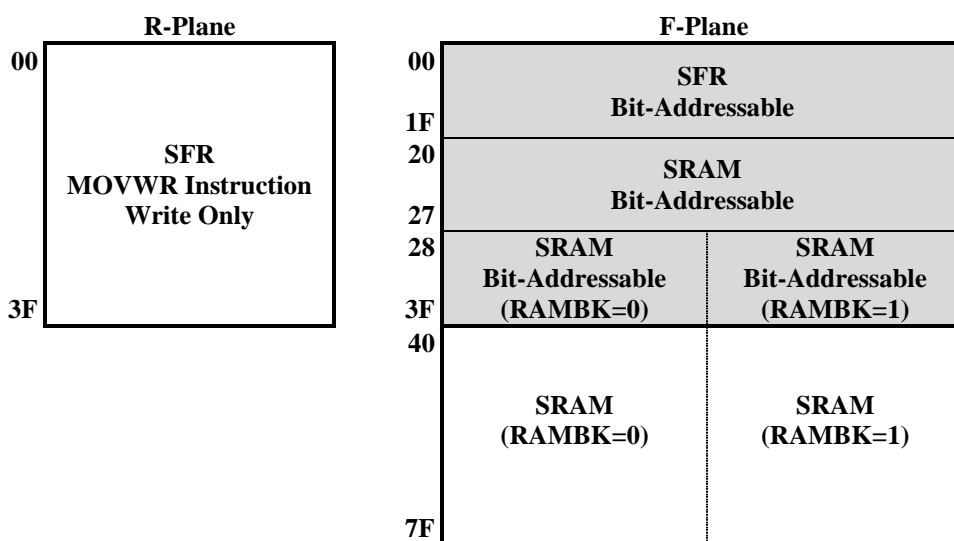 R-Plane
00
SFR
MOVWR Instruction
Write Only
3F
F-Plane
00
SFR
Bit-Addressable
1F
20
SRAM
Bit-Addressable
27
28
SRAM
Bit-Addressable
(RAMBK=0)
SRAM
Bit-Addressable
(RAMBK=1)
3F
40
SRAM
(RAMBK=0)
SRAM
(RAMBK=1)
7F